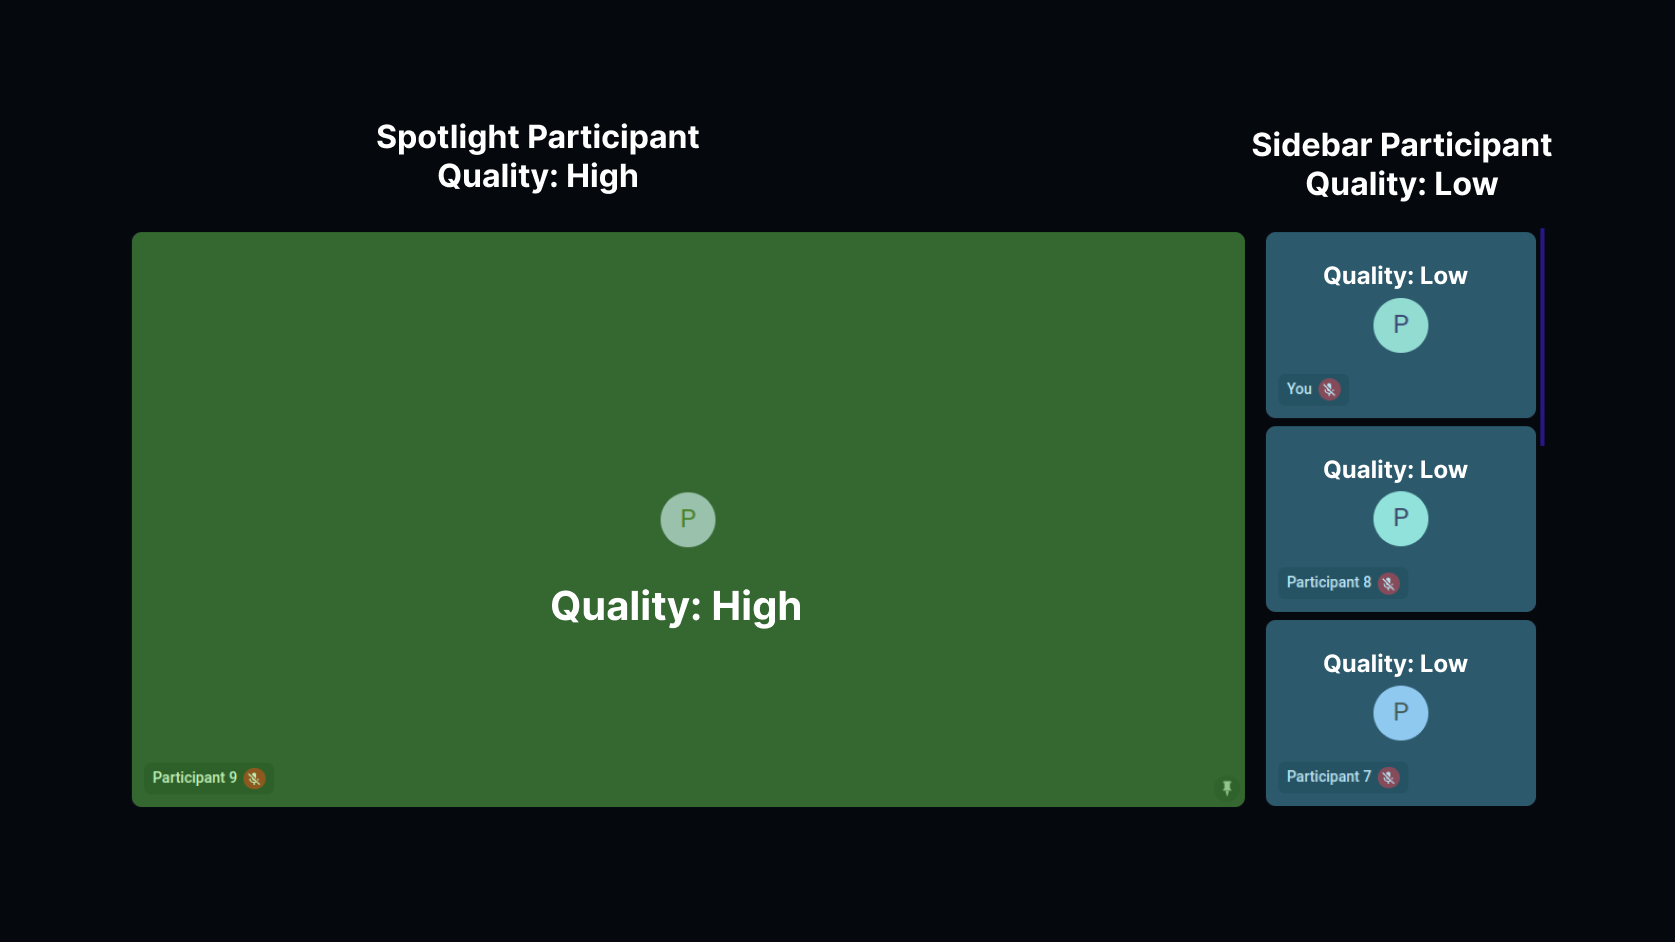 Spotlight Participant
Quality: High
Sidebar Participant
Quality: Low
P
Quality: High
Participant 9
Quality: Low
P
You
Quality: Low
P
Participant 8
Quality: Low
P
Participant 7